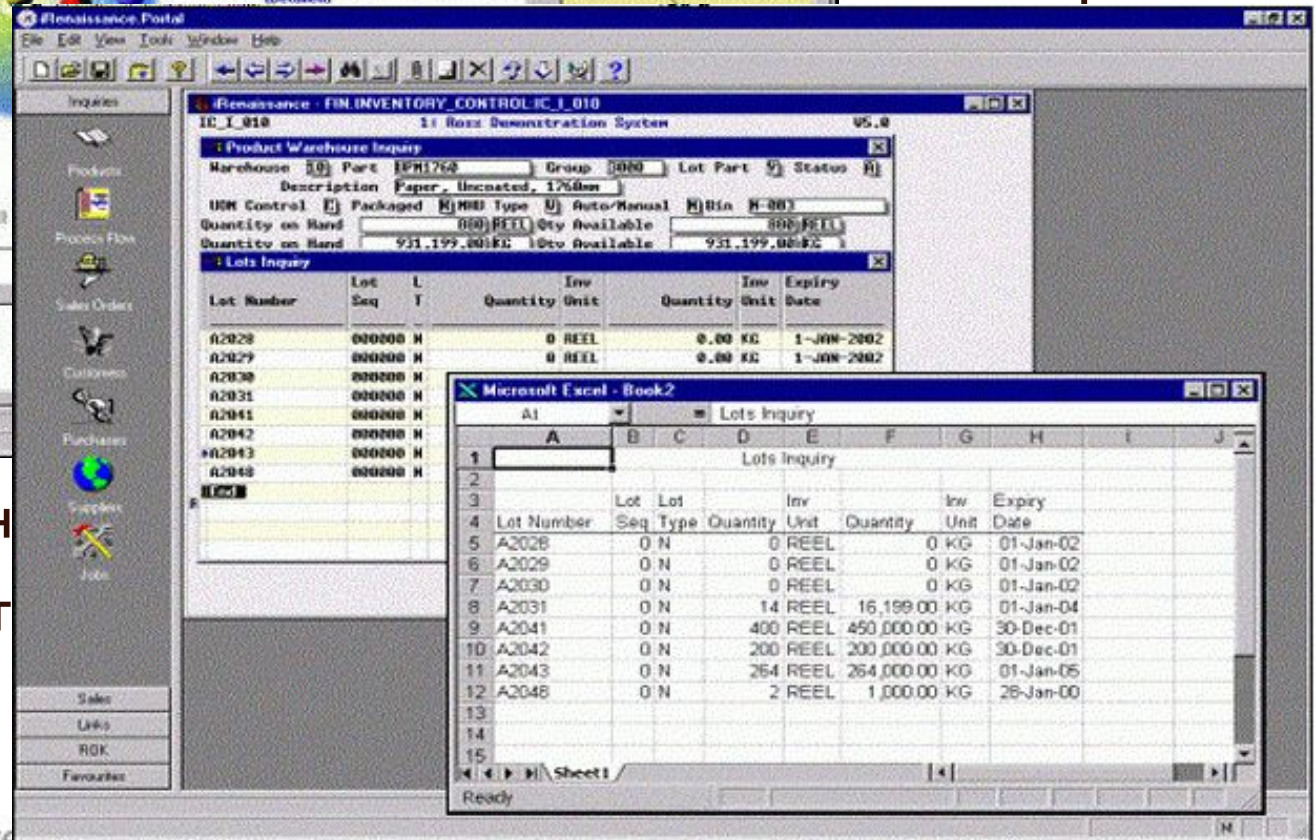 iRenaissance.Portal
File Edit View Tools Window Help
Inquiries
Products
Process Flow
Sales Orders
Customers
Purchases
Suppliers
Jobs
Sales
Links
ROK
Favourites
iRenaissance - FIN.INVENTORY_CONTROL:IC_I_010
IC_I_010 1: Ross Demonstration System V5.0
Product Warehouse Inquiry
Warehouse 10 Part UPM1760 Group 3000 Lot Part Y Status A
Description Paper, Uncoated, 1760mm
UOM Control Packaged N Type Auto/Manual M Bin
Quantity on Hand 880 REEL Qty Available 880 REEL
Quantity on Hand 931,199.00 KG Qty Available 931,199.00 KG
Lots Inquiry
Lot L Inv Inv Expiry
Lot Number Seq T Quantity Unit Quantity Unit Date
A2028 000000 N 0 REEL 0.00 KG 1-JAN-2002
A2029 000000 N 0 REEL 0.00 KG 1-JAN-2002
A2030 000000 N
A2031 000000 N
A2041 000000 N
A2042 000000 N
A2043 000000 N
A2048 000000 N
[End]
Microsoft Excel - Book2
A1 = Lots Inquiry
A B C D E F G H I J
1 Lots Inquiry
2
3 Lot Lot Inv Inv Expiry
4 Lot Number Seq Type Quantity Unit Quantity Unit Date
5 A2028 0 N 0 REEL 0 KG 01-Jan-02
6 A2029 0 N 0 REEL 0 KG 01-Jan-02
7 A2030 0 N 0 REEL 0 KG 01-Jan-02
8 A2031 0 N 14 REEL 16,199.00 KG 01-Jan-04
9 A2041 0 N 400 REEL 450,000.00 KG 30-Dec-01
10 A2042 0 N 200 REEL 200,000.00 KG 30-Dec-01
11 A2043 0 N 264 REEL 264,000.00 KG 01-Jan-05
12 A2048 0 N 2 REEL 1,000.00 KG 28-Jan-00
13
14
15
Sheet1
Ready
Н
Т